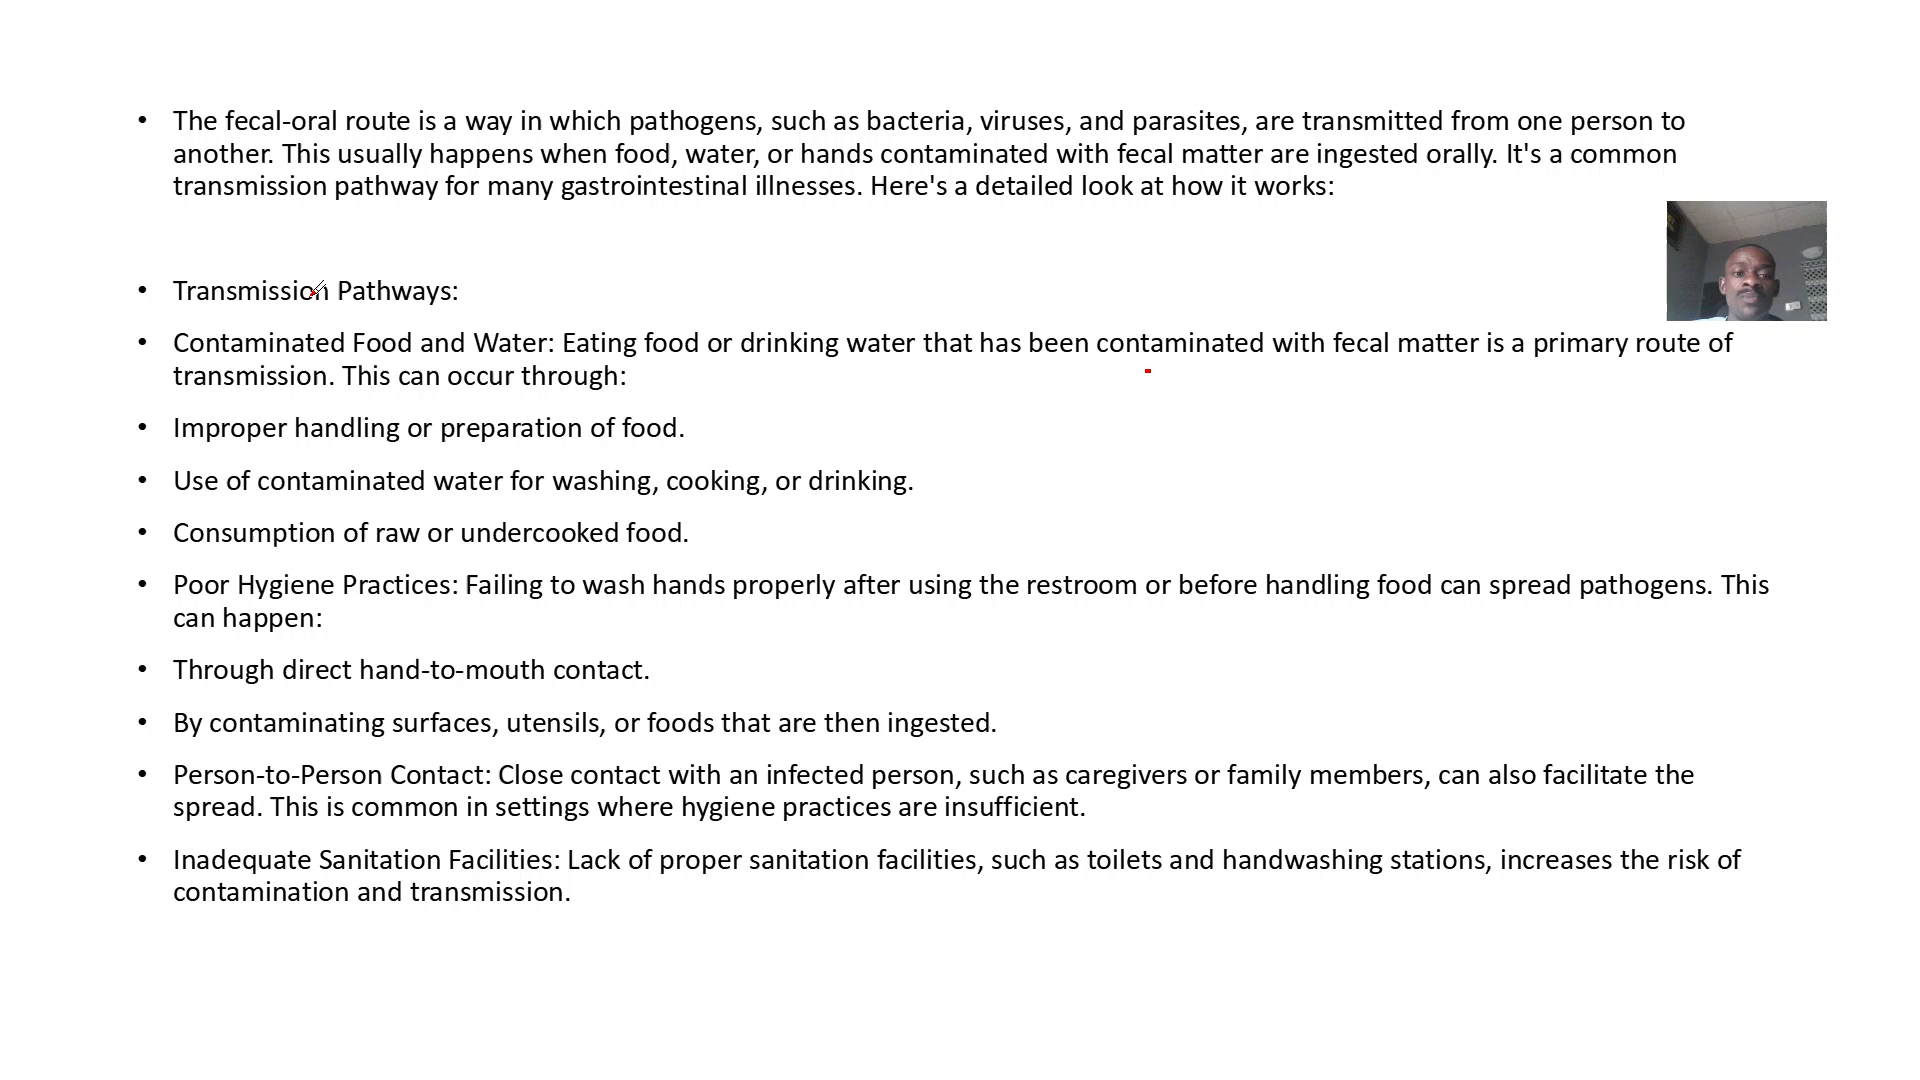 • The fecal-oral route is a way in which pathogens, such as bacteria, viruses, and parasites, are transmitted from one person to
another. This usually happens when food, water, or hands contaminated with fecal matter are ingested orally. It's a common
transmission pathway for many gastrointestinal illnesses. Here's a detailed look at how it works:
• Transmission Pathways:
• Contaminated Food and Water: Eating food or drinking water that has been contaminated with fecal matter is a primary route of
transmission. This can occur through:
• Improper handling or preparation of food.
• Use of contaminated water for washing, cooking, or drinking.
• Consumption of raw or undercooked food.
• Poor Hygiene Practices: Failing to wash hands properly after using the restroom or before handling food can spread pathogens. This
can happen:
• Through direct hand-to-mouth contact.
• By contaminating surfaces, utensils, or foods that are then ingested.
• Person-to-Person Contact: Close contact with an infected person, such as caregivers or family members, can also facilitate the
spread. This is common in settings where hygiene practices are insufficient.
• Inadequate Sanitation Facilities: Lack of proper sanitation facilities, such as toilets and handwashing stations, increases the risk of
contamination and transmission.